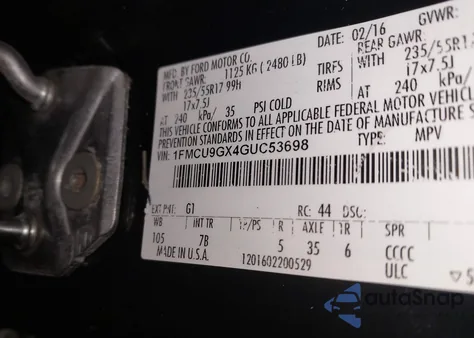 MFD. BY FORD MOTOR CO. DATE: 02/16 GVWR:
FRONT GAWR: 1125 KG ( 2480 LB) REAR GAWR:
WITH 235/55R17 99H TIRES 235/55R17
17x7.5J RIMS 17x7.5J
AT 240 kPa/ 35 PSI COLD AT 240 kPa/
THIS VEHICLE CONFORMS TO ALL APPLICABLE FEDERAL MOTOR VEHICLE
STANDARDS IN EFFECT ON THE DATE OF MANUFACTURE S
VIN: 1FMCU9GX4GUC53698
TYPE: MPV
EXT PNT: G1 RC: 44 DSO:
WB INT TR TP/PS R AXLE TR SPR
105 7B 5 35 6 CCCC
MADE IN U.S.A. 1201602200529 ULC
autoSnap